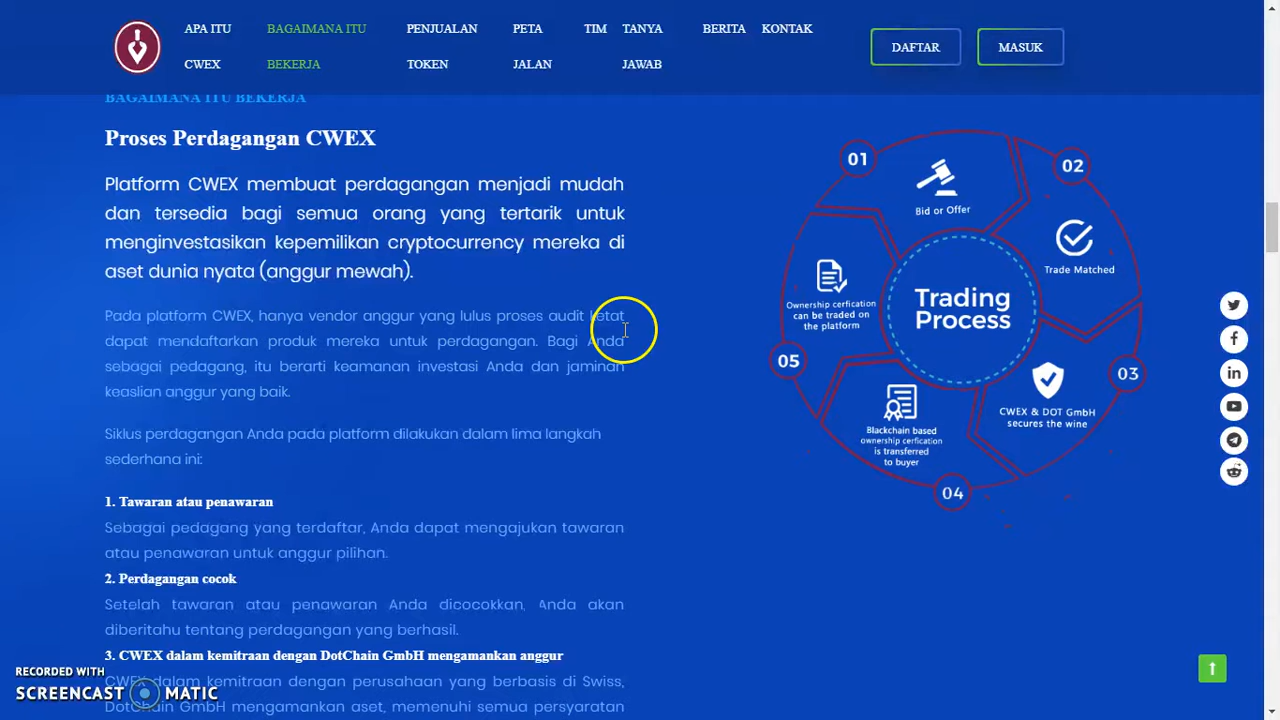 APA ITU CWEX
BAGAIMANA ITU BEKERJA
PENJUALAN TOKEN
PETA JALAN
TIM
TANYA JAWAB
BERITA
KONTAK
DAFTAR
MASUK
BAGAIMANA ITU BEKERJA
Proses Perdagangan CWEX
Platform CWEX membuat perdagangan menjadi mudah
dan tersedia bagi semua orang yang tertarik untuk
menginvestasikan kepemilikan cryptocurrency mereka di
aset dunia nyata (anggur mewah).
Pada platform CWEX, hanya vendor anggur yang lulus proses audit ketat
dapat mendaftarkan produk mereka untuk perdagangan. Bagi Anda
sebagai pedagang, itu berarti keamanan investasi Anda dan jaminan
keaslian anggur yang baik.
Siklus perdagangan Anda pada platform dilakukan dalam lima langkah
sederhana ini:
1. Tawaran atau penawaran
Sebagai pedagang yang terdaftar, Anda dapat mengajukan tawaran
atau penawaran untuk anggur pilihan.
2. Perdagangan cocok
Setelah tawaran atau penawaran Anda dicocokkan, Anda akan
diberitahu tentang perdagangan yang berhasil.
3. CWEX dalam kemitraan dengan DotChain GmbH mengamankan anggur
CWEX dalam kemitraan dengan perusahaan yang berbasis di Swiss,
DotChain GmbH mengamankan aset, memenuhi semua persyaratan
Trading
Process
01
Bid or Offer
02
Trade Matched
03
CWEX & DOT GmbH
secures the wine
04
Blockchain based
ownership cerfication
is transferred
to buyer
05
Ownership cerfication
can be traded on
the platform
RECORDED WITH
SCREENCAST MATIC